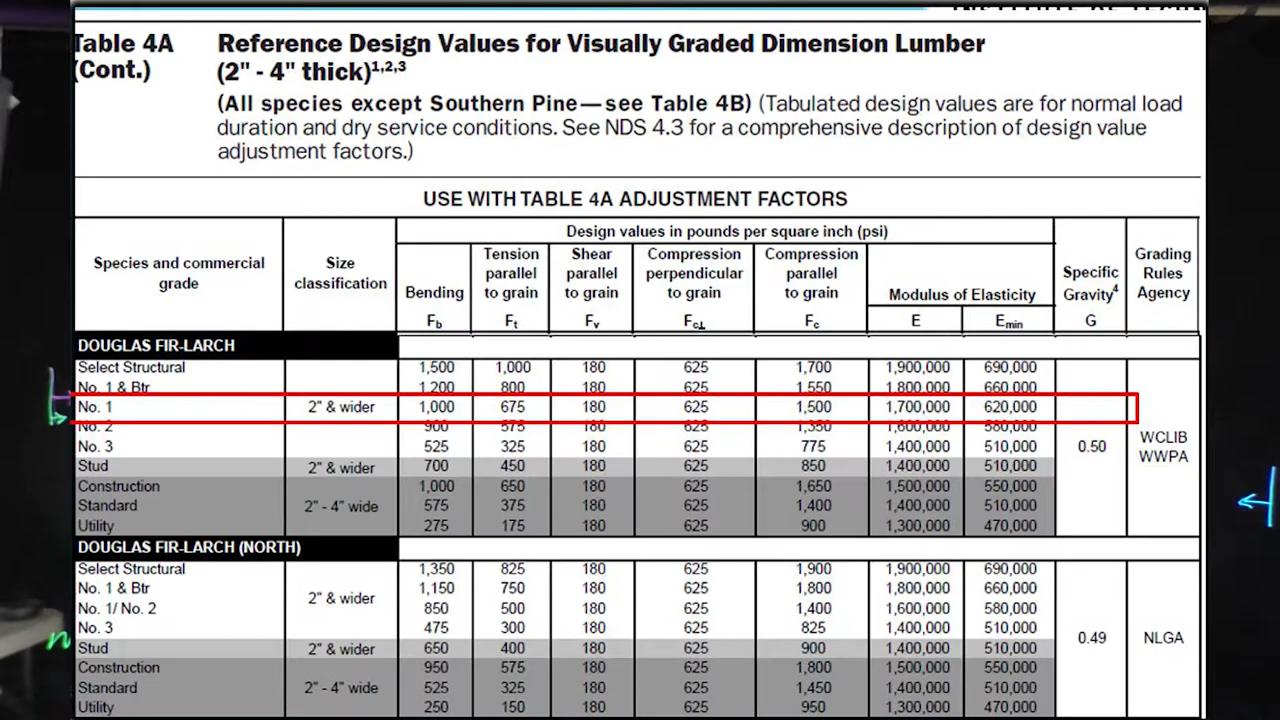 Table 4A
(Cont.)
Reference Design Values for Visually Graded Dimension Lumber
(2" - 4" thick)1,2,3
(All species except Southern Pine—see Table 4B) (Tabulated design values are for normal load
duration and dry service conditions. See NDS 4.3 for a comprehensive description of design value
adjustment factors.)
USE WITH TABLE 4A ADJUSTMENT FACTORS
Species and commercial
grade
Size
classification
Design values in pounds per square inch (psi)
Bending
Fb
Tension
parallel
to grain
Ft
Shear
parallel
to grain
Fv
Compression
perpendicular
to grain
Fc⊥
Compression
parallel
to grain
Fc
Modulus of Elasticity
E Emin
Specific
Gravity4
G
Grading
Rules
Agency
DOUGLAS FIR-LARCH
Select Structural 1,500 1,000 180 625 1,700 1,900,000 690,000
No. 1 & Btr 1,200 800 180 625 1,550 1,800,000 660,000
No. 1 2" & wider 1,000 675 180 625 1,500 1,700,000 620,000
No. 2 900 575 180 625 1,350 1,600,000 580,000
No. 3 525 325 180 625 775 1,400,000 510,000 0.50 WCLIB
WWPA
Stud 2" & wider 700 450 180 625 850 1,400,000 510,000
Construction 1,000 650 180 625 1,650 1,500,000 550,000
Standard 2" - 4" wide 575 375 180 625 1,400 1,400,000 510,000
Utility 275 175 180 625 900 1,300,000 470,000
DOUGLAS FIR-LARCH (NORTH)
Select Structural 1,350 825 180 625 1,900 1,900,000 690,000
No. 1 & Btr 2" & wider 1,150 750 180 625 1,800 1,800,000 660,000
No. 1/ No. 2 850 500 180 625 1,400 1,600,000 580,000
No. 3 475 300 180 625 825 1,400,000 510,000 0.49 NLGA
Stud 2" & wider 650 400 180 625 900 1,400,000 510,000
Construction 950 575 180 625 1,800 1,500,000 550,000
Standard 2" - 4" wide 525 325 180 625 1,450 1,400,000 510,000
Utility 250 150 180 625 950 1,300,000 470,000